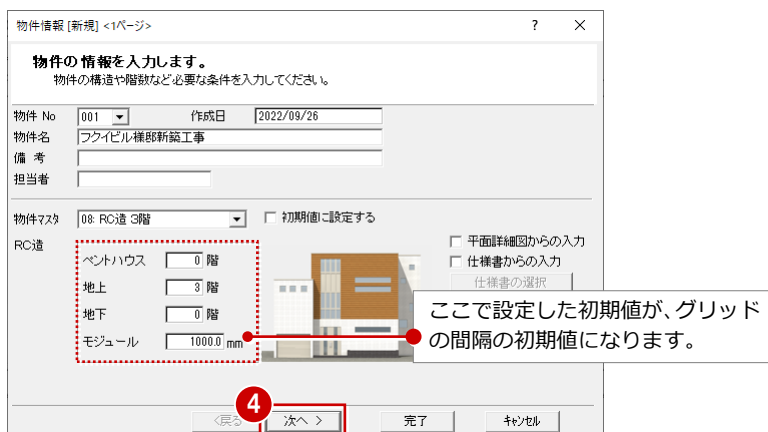 物件情報 [新規] <1ページ>
? ×
物件の情報を入力します。
物件の構造や階数など必要な条件を入力してください。
物件 No 001 作成日 2022/09/26
物件名 フクイビル様邸新築工事
備 考
担当者
物件マスタ 08: RC造 3階 初期値に設定する
RC造
平面詳細図からの入力
仕様書からの入力
仕様書の選択
ペントハウス 0 階
地上 3 階
地下 0 階
モジュール 1000.0 mm
ここで設定した初期値が、グリッド
の間隔の初期値になります。
4
<戻る 次へ > 完了 キャンセル